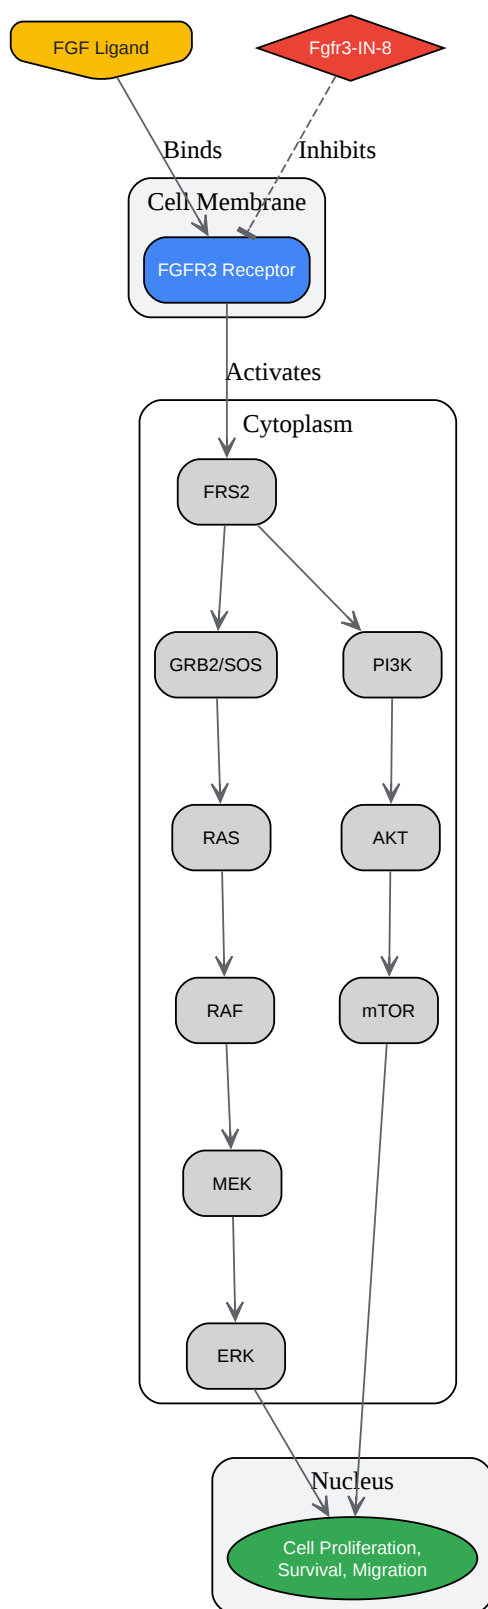 FGF Ligand
Fgfr3-IN-8
Binds
Inhibits
Cell Membrane
FGFR3 Receptor
Activates
Cytoplasm
FRS2
GRB2/SOS
PI3K
RAS
AKT
RAF
mTOR
MEK
ERK
Nucleus
Cell Proliferation,
Survival, Migration